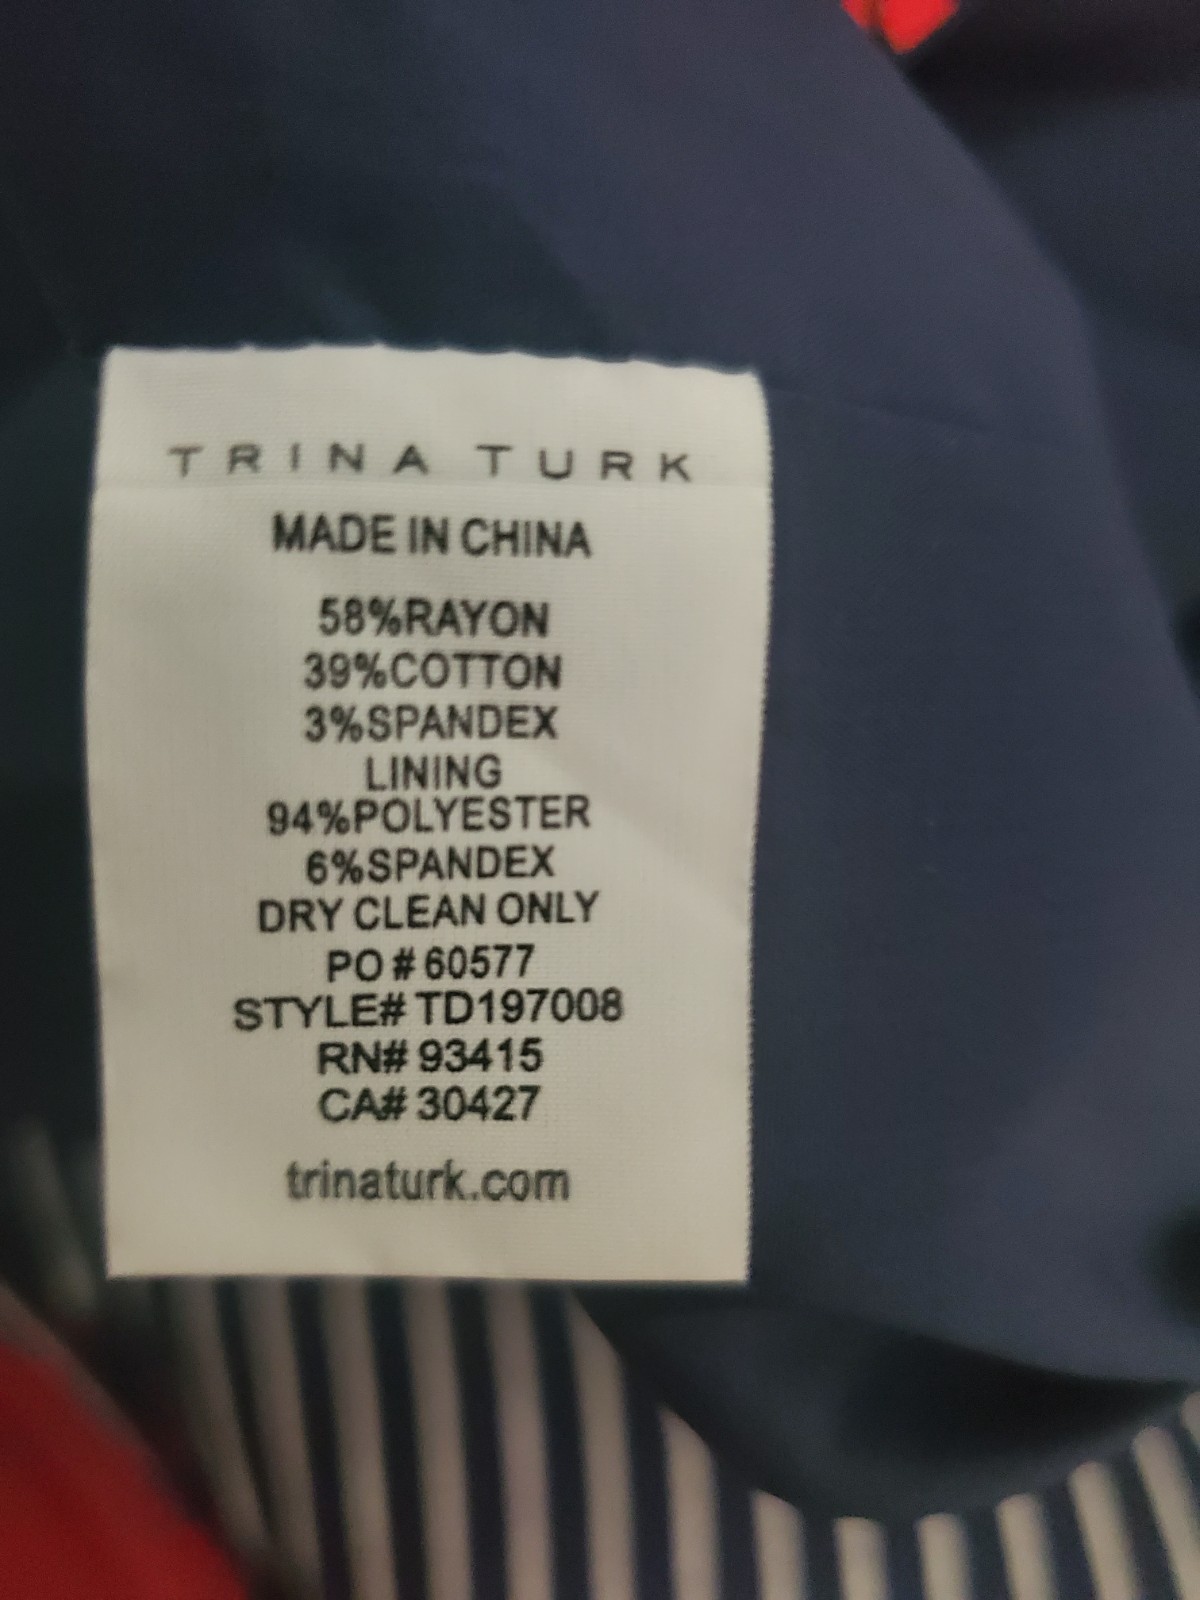 TRINA TURK
MADE IN CHINA
58%RAYON
39%COTTON
3%SPANDEX
LINING
94%POLYESTER
6%SPANDEX
DRY CLEAN ONLY
PO # 60577
STYLE# TD197008
RN# 93415
CA# 30427
trinaturk.com